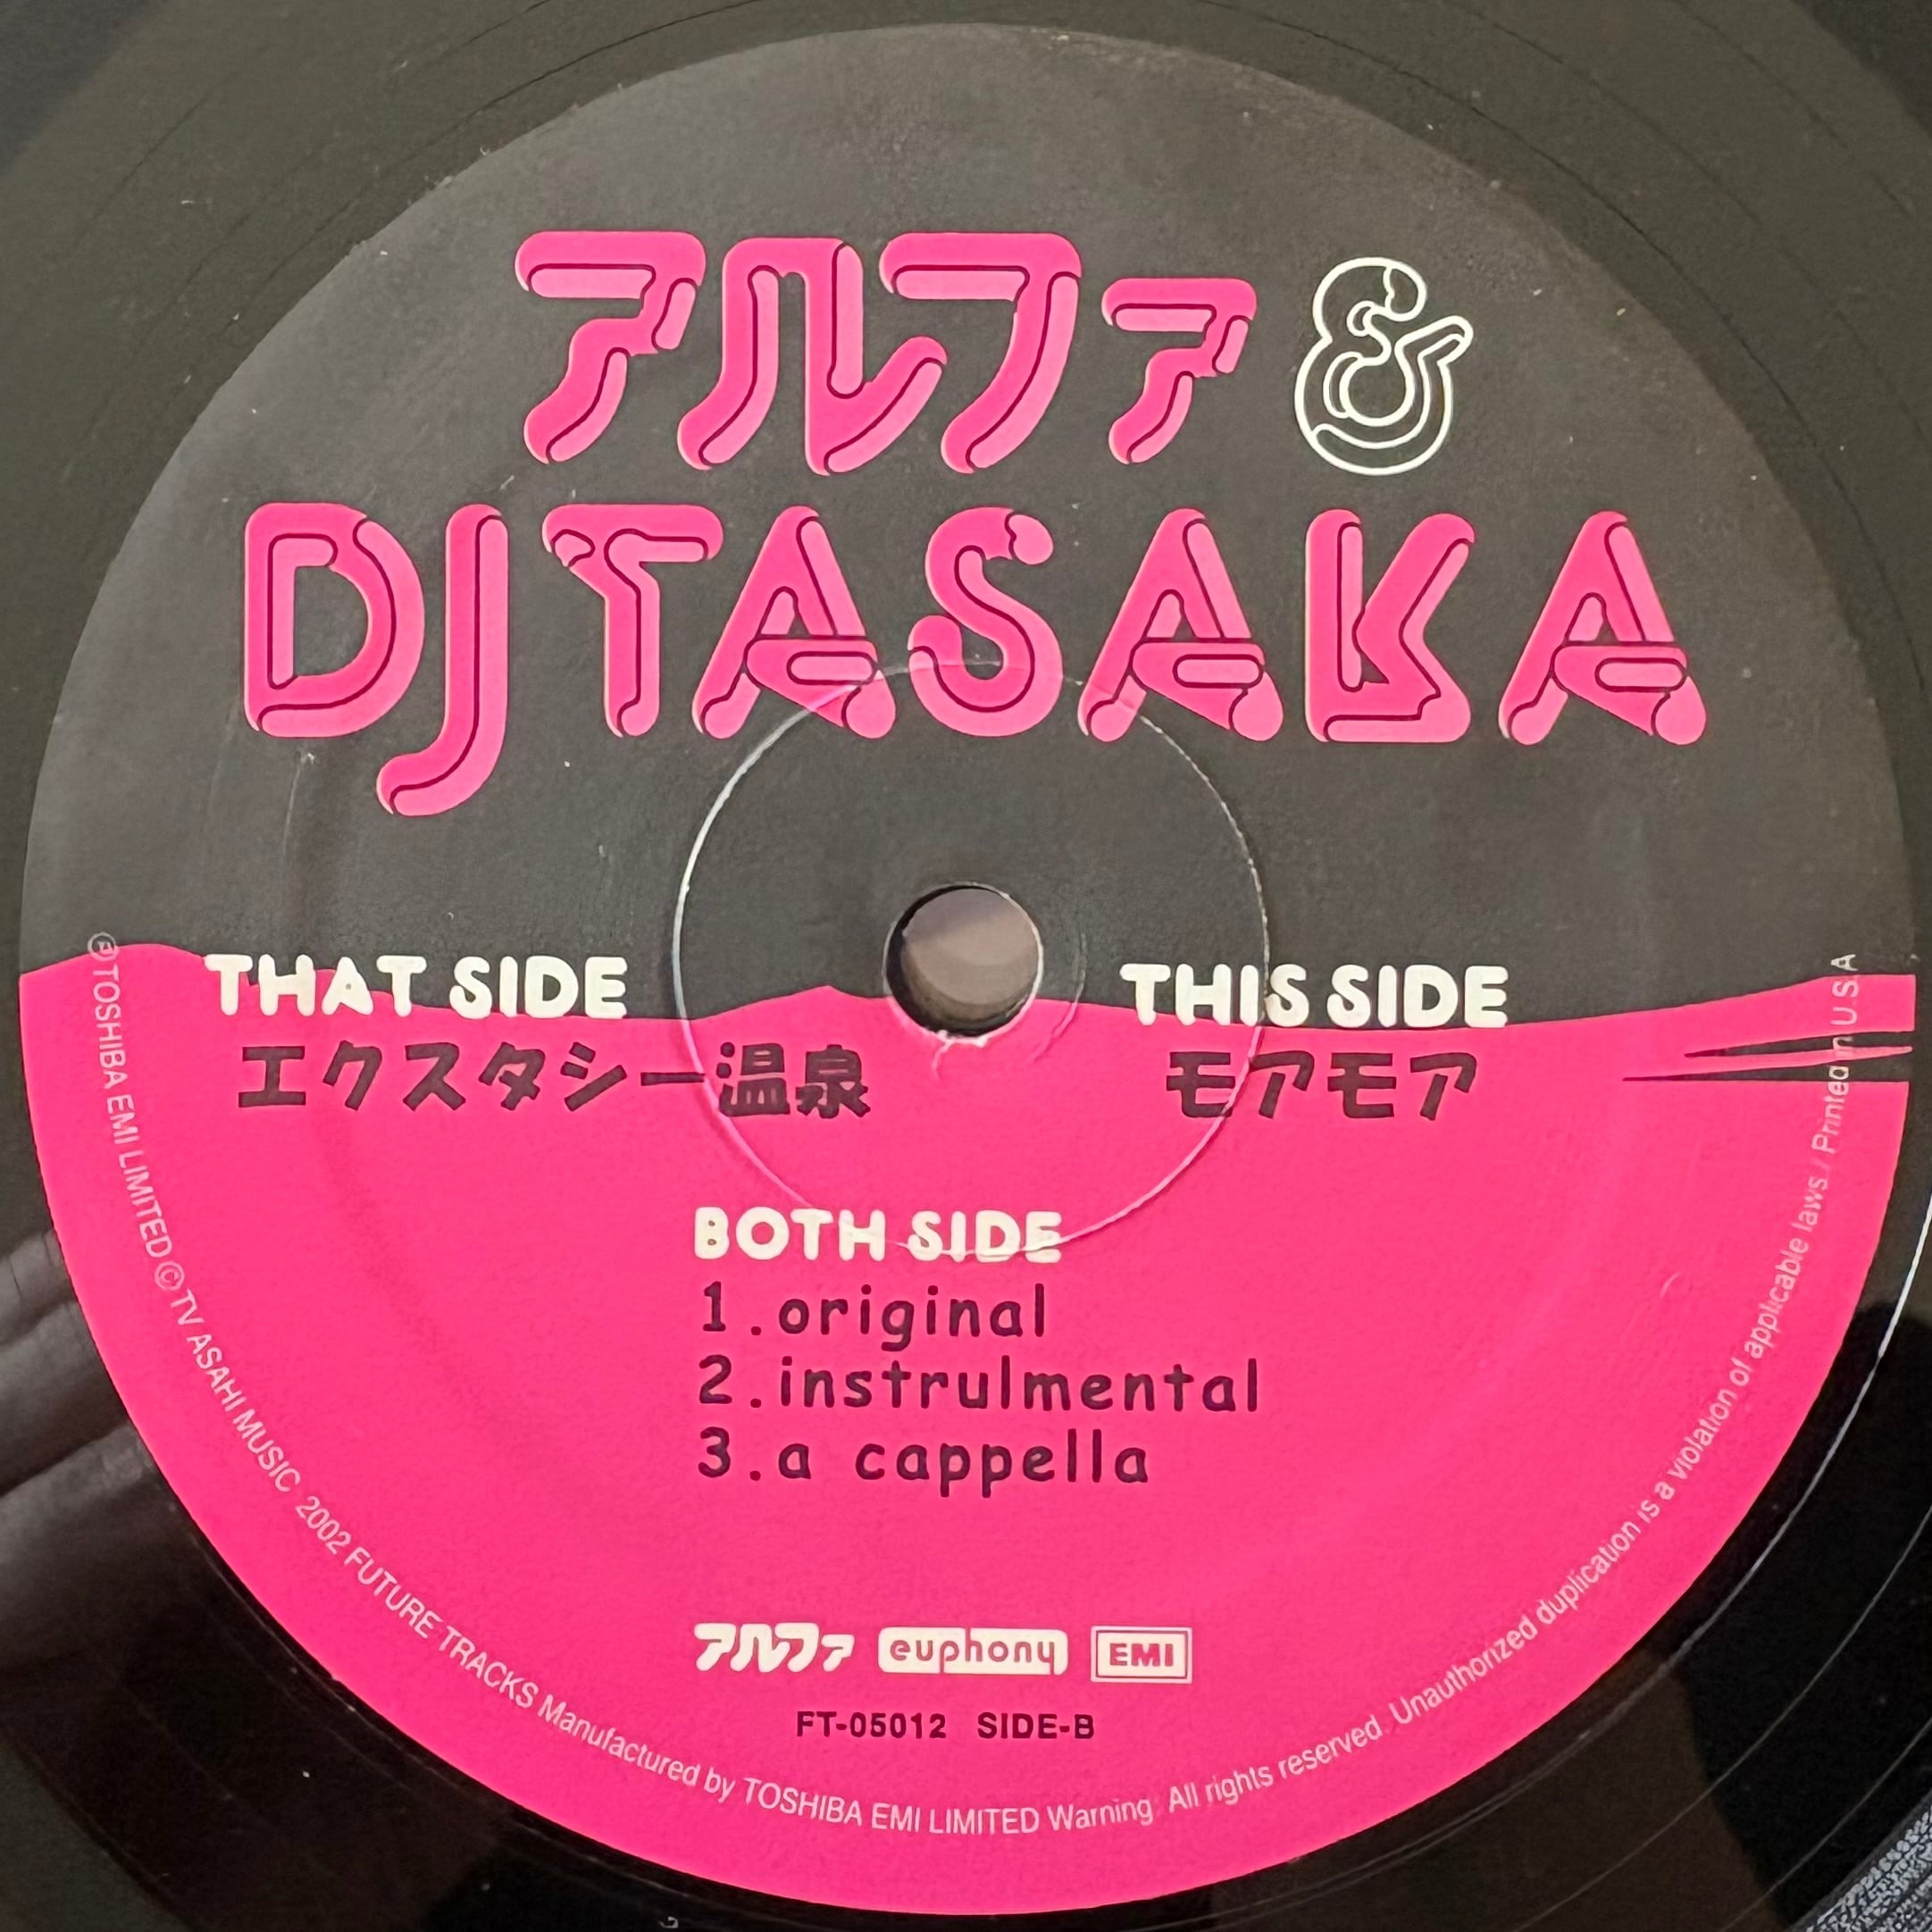 アルファ &
DJ TASAKA
THAT SIDE
エクスタシー温泉
THIS SIDE
モアモア
BOTH SIDE
1.original
2.instrulmental
3.a cappella
アルファ euphony EMI
FT-05012 SIDE-B
ⓟTOSHIBA EMI LIMITED ©TV ASAHI MUSIC 2002 FUTURE TRACKS Manufactured by TOSHIBA EMI LIMITED Warning All rights reserved. Unauthorized duplication is a violation of applicable laws./ Printed in U.S.A